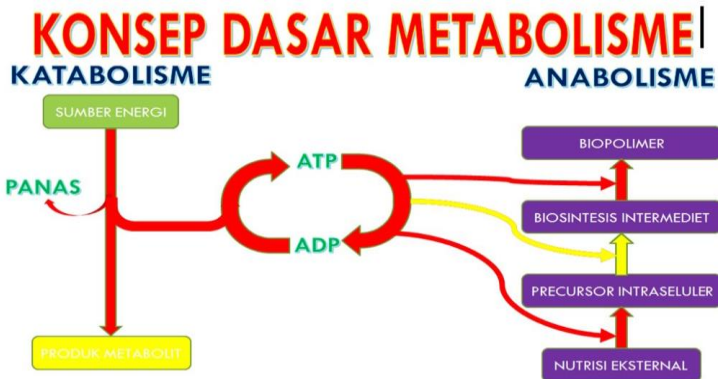 KONSEP DASAR METABOLISME
KATABOLISME
ANABOLISME
SUMBER ENERGI
BIOPOLIMER
ATP
PANAS
BIOSINTESIS INTERMEDIET
ADP
PRECURSOR INTRASELULER
PRODUK METABOLIT
NUTRISI EKSTERNAL